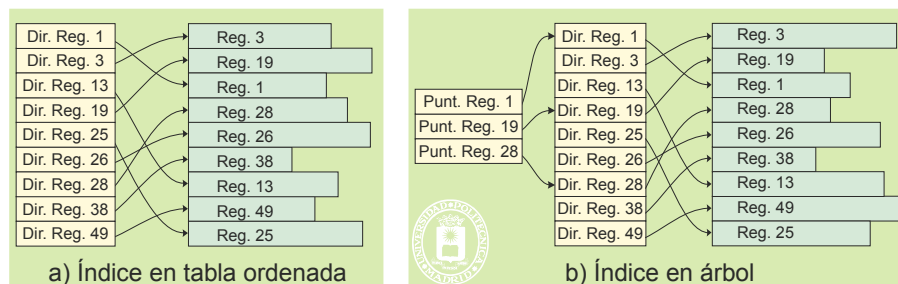 Dir. Reg. 1
Dir. Reg. 3
Dir. Reg. 13
Dir. Reg. 19
Dir. Reg. 25
Dir. Reg. 26
Dir. Reg. 28
Dir. Reg. 38
Dir. Reg. 49
Reg. 3
Reg. 19
Reg. 1
Reg. 28
Reg. 26
Reg. 38
Reg. 13
Reg. 49
Reg. 25
a) Índice en tabla ordenada
Punt. Reg. 1
Punt. Reg. 19
Punt. Reg. 28
Dir. Reg. 1
Dir. Reg. 3
Dir. Reg. 13
Dir. Reg. 19
Dir. Reg. 25
Dir. Reg. 26
Dir. Reg. 28
Dir. Reg. 38
Dir. Reg. 49
Reg. 3
Reg. 19
Reg. 1
Reg. 28
Reg. 26
Reg. 38
Reg. 13
Reg. 49
Reg. 25
UNIVERSIDAD POLITÉCNICA
MADRID
b) Índice en árbol